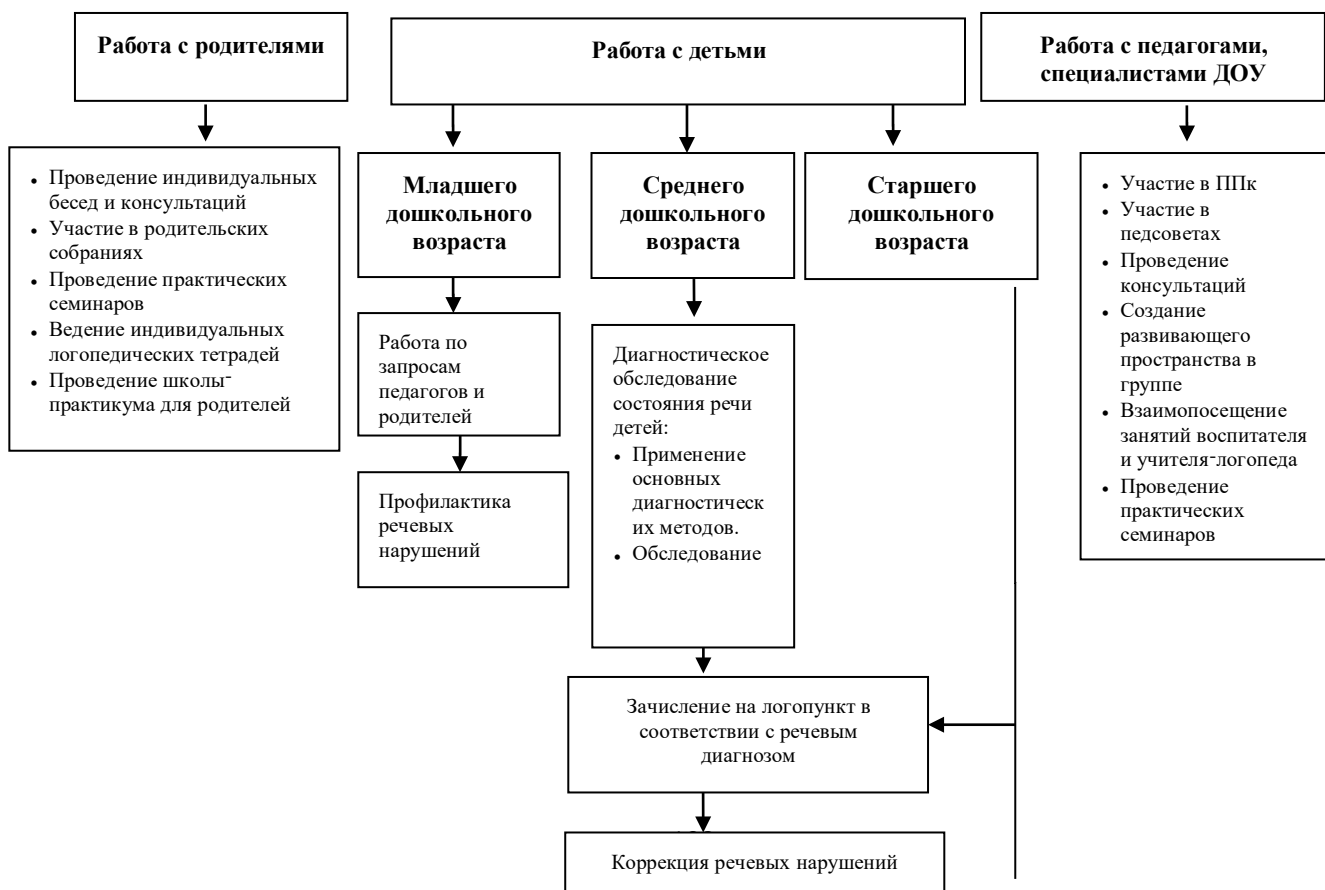 Работа с родителями
Работа с детьми
Работа с педагогами,
специалистами ДОУ
• Проведение индивидуальных
бесед и консультаций
• Участие в родительских
собраниях
• Проведение практических
семинаров
• Ведение индивидуальных
логопедических тетрадей
• Проведение школы-
практикума для родителей
Младшего
дошкольного
возраста
Работа по
запросам
педагогов и
родителей
Профилактика
речевых
нарушений
Среднего
дошкольного
возраста
Диагностическое
обследование
состояния речи
детей:
• Применение
основных
диагностическ
их методов.
• Обследование
Старшего
дошкольного
возраста
• Участие в ППк
• Участие в
педсоветах
• Проведение
консультаций
• Создание
развивающего
пространства в
группе
• Взаимопосещение
занятий воспитателя
и учителя-логопеда
• Проведение
практических
семинаров
Зачисление на логопункт в
соответствии с речевым
диагнозом
Коррекция речевых нарушений